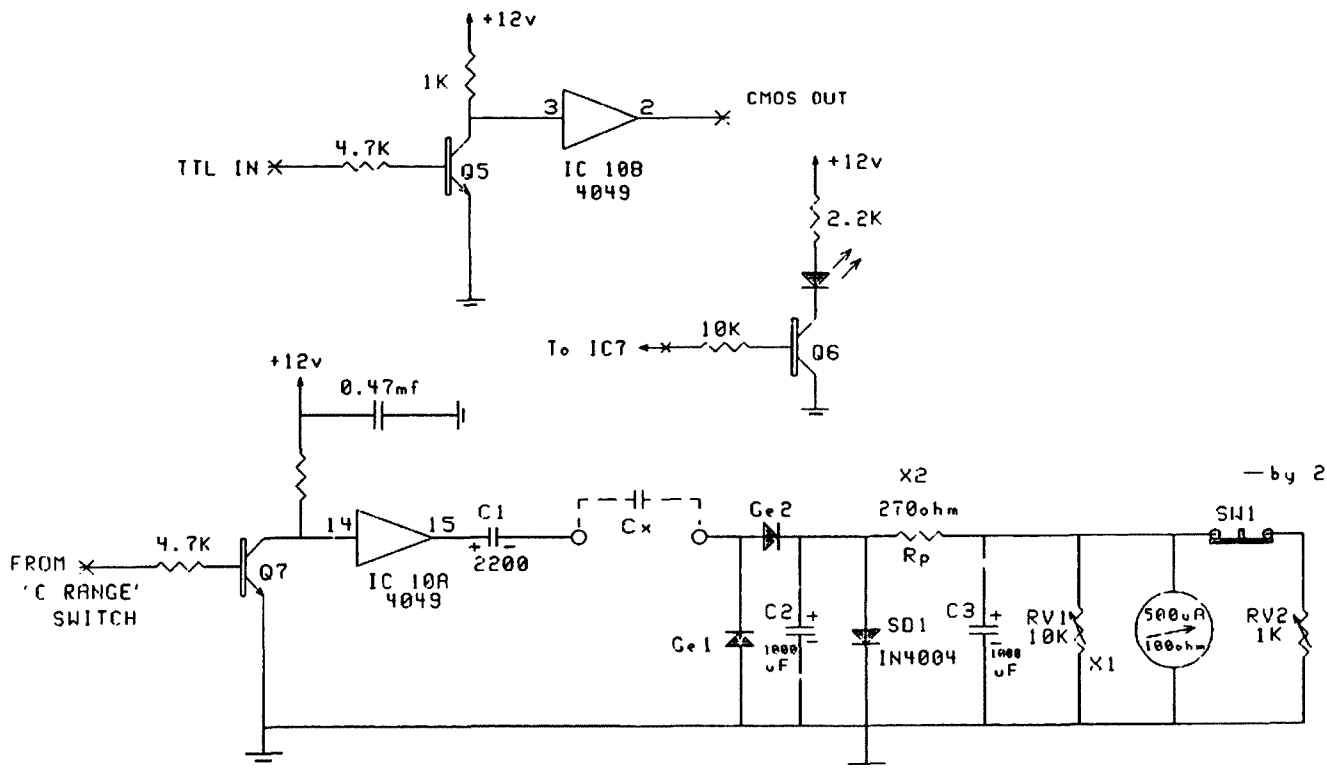 +12v
1K
3
2
CMOS OUT
TTL IN
4.7K
Q5
IC 10B
4049
+12v
2.2K
10K
To IC7
Q6
+12v
0.47mf
14
15
C1
+
-
2200
Cx
4.7K
FROM
'C RANGE'
SWITCH
Q7
IC 10A
4049
Ge2
X2
270ohm
Rp
-by 2
SW1
Ge1
C2
+
-
1000
uF
SD1
IN4004
C3
+
-
1000
uF
RV1
10K
X1
500uA
100ohm
RV2
1K